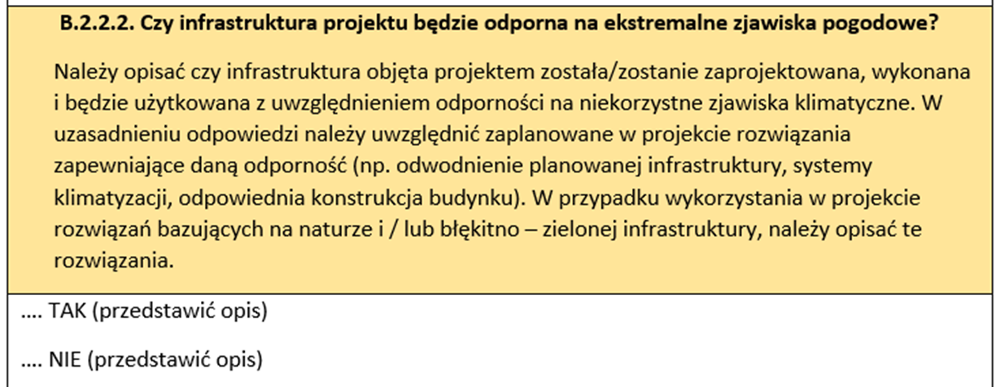 B.2.2.2. Czy infrastruktura projektu będzie odporna na ekstremalne zjawiska pogodowe?
Należy opisać czy infrastruktura objęta projektem została/zostanie zaprojektowana, wykonana
i będzie użytkowana z uwzględnieniem odporności na niekorzystne zjawiska klimatyczne. W
uzasadnieniu odpowiedzi należy uwzględnić zaplanowane w projekcie rozwiązania
zapewniające daną odporność (np. odwodnienie planowanej infrastruktury, systemy
klimatyzacji, odpowiednia konstrukcja budynku). W przypadku wykorzystania w projekcie
rozwiązań bazujących na naturze i / lub błękitno – zielonej infrastruktury, należy opisać te
rozwiązania.
.... TAK (przedstawić opis)
.... NIE (przedstawić opis)